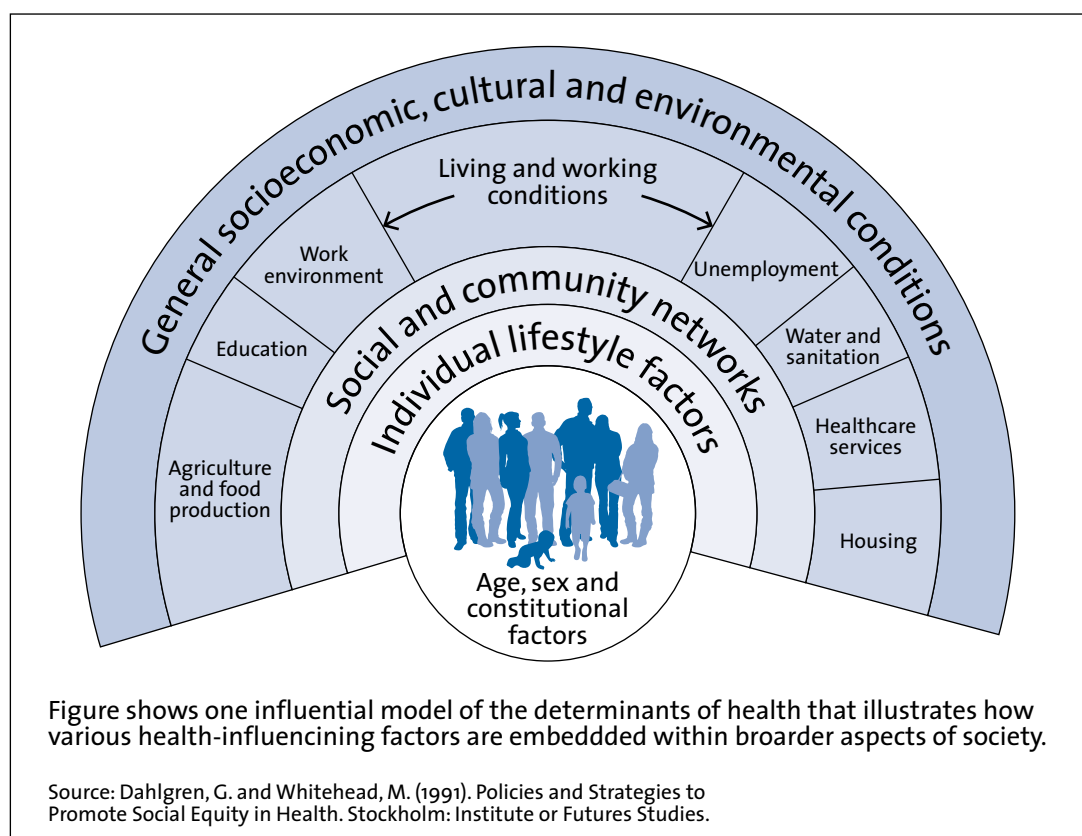 General socioeconomic, cultural and environmental conditions
Living and working
conditions
Work
environment
Unemployment
Education
Water and
sanitation
Agriculture
and food
production
Healthcare
services
Housing
Social and community networks
Individual lifestyle factors
Age, sex and
constitutional
factors
Figure shows one influential model of the determinants of health that illustrates how
various health-influencining factors are embeddded within broarder aspects of society.
Source: Dahlgren, G. and Whitehead, M. (1991). Policies and Strategies to
Promote Social Equity in Health. Stockholm: Institute or Futures Studies.